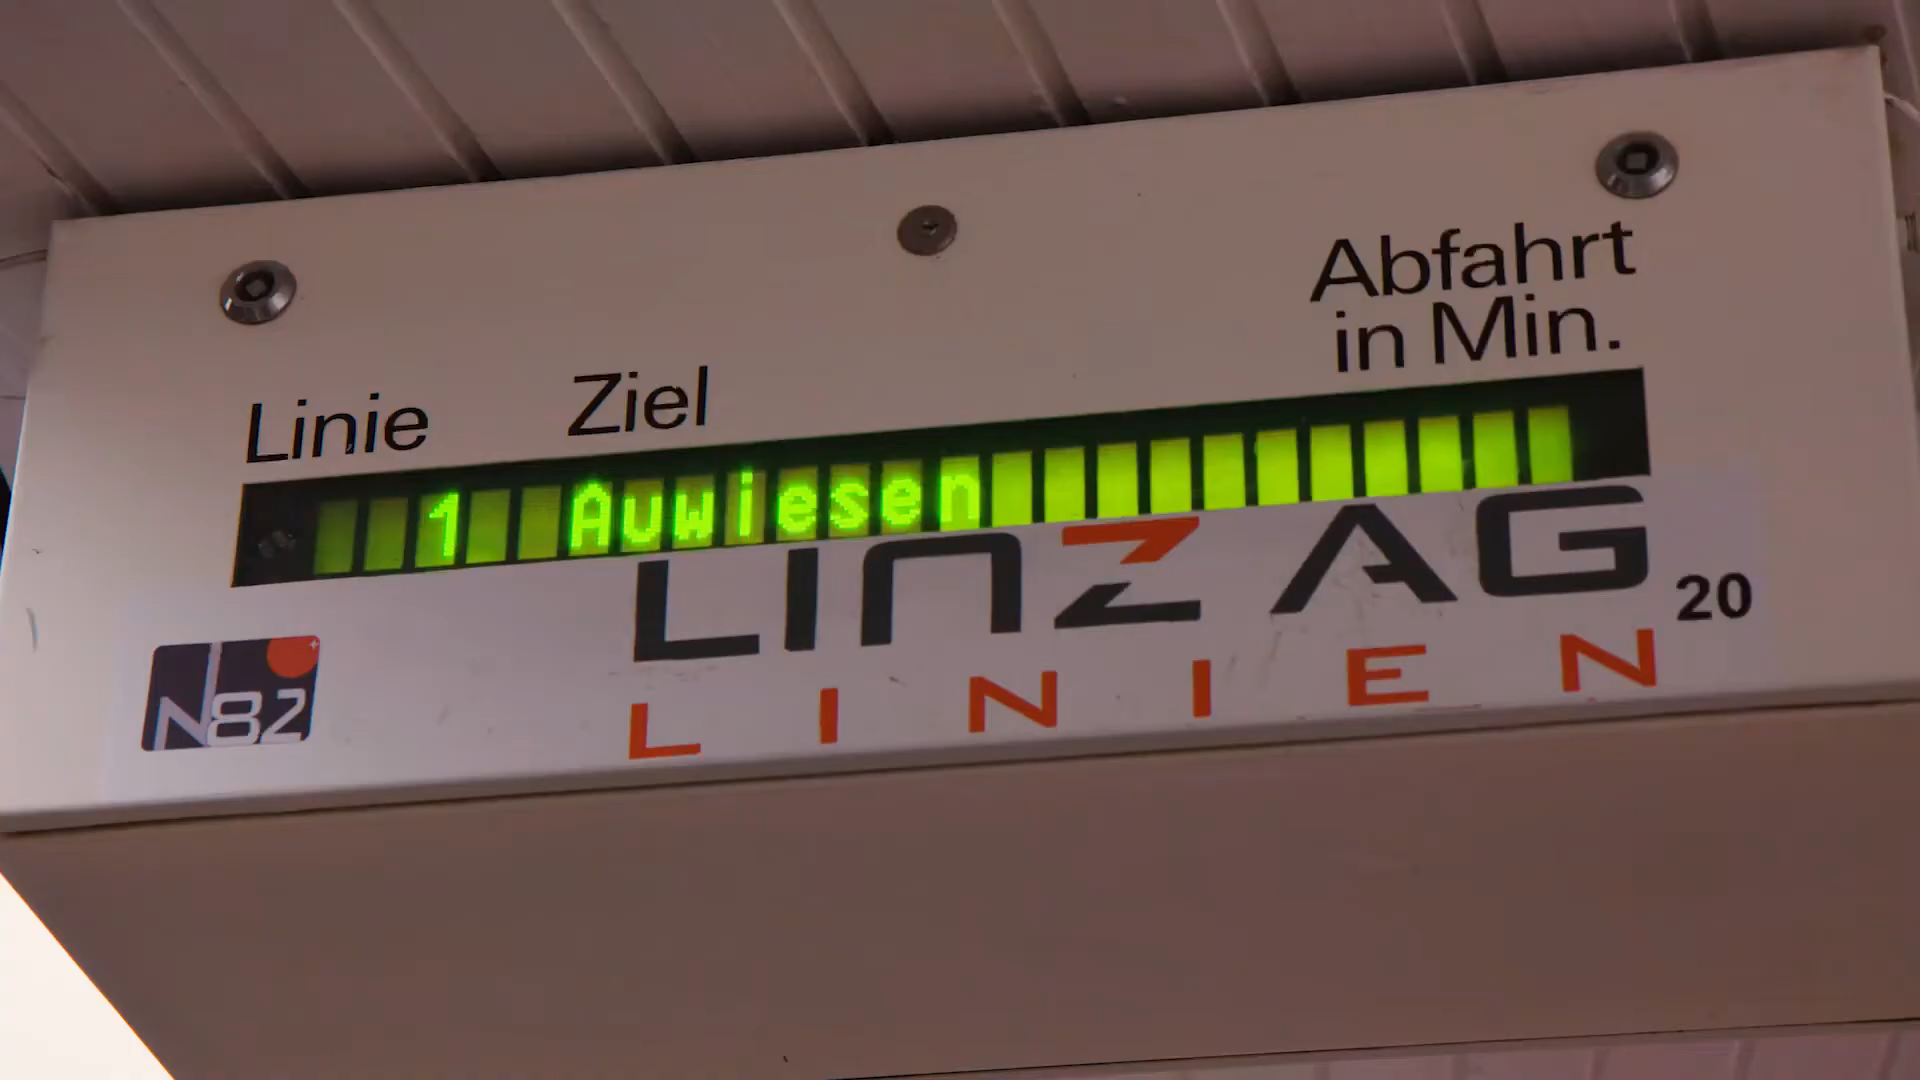 Abfahrt
in Min.
Linie Ziel
1 Auwiesen
LINZ AG
20
LINIEN
N82